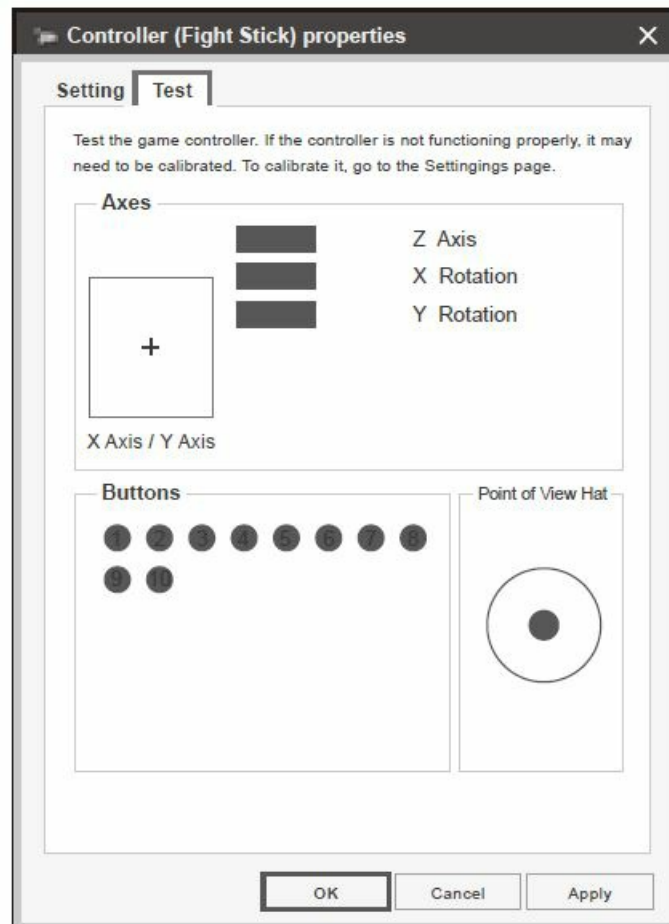 Controller (Fight Stick) properties
Setting Test
Test the game controller. If the controller is not functioning properly, it may
need to be calibrated. To calibrate it, go to the Settingings page.
Axes
Z Axis
X Rotation
Y Rotation
X Axis / Y Axis
Buttons
1 2 3 4 5 6 7 8
9 10
Point of View Hat
OK Cancel Apply